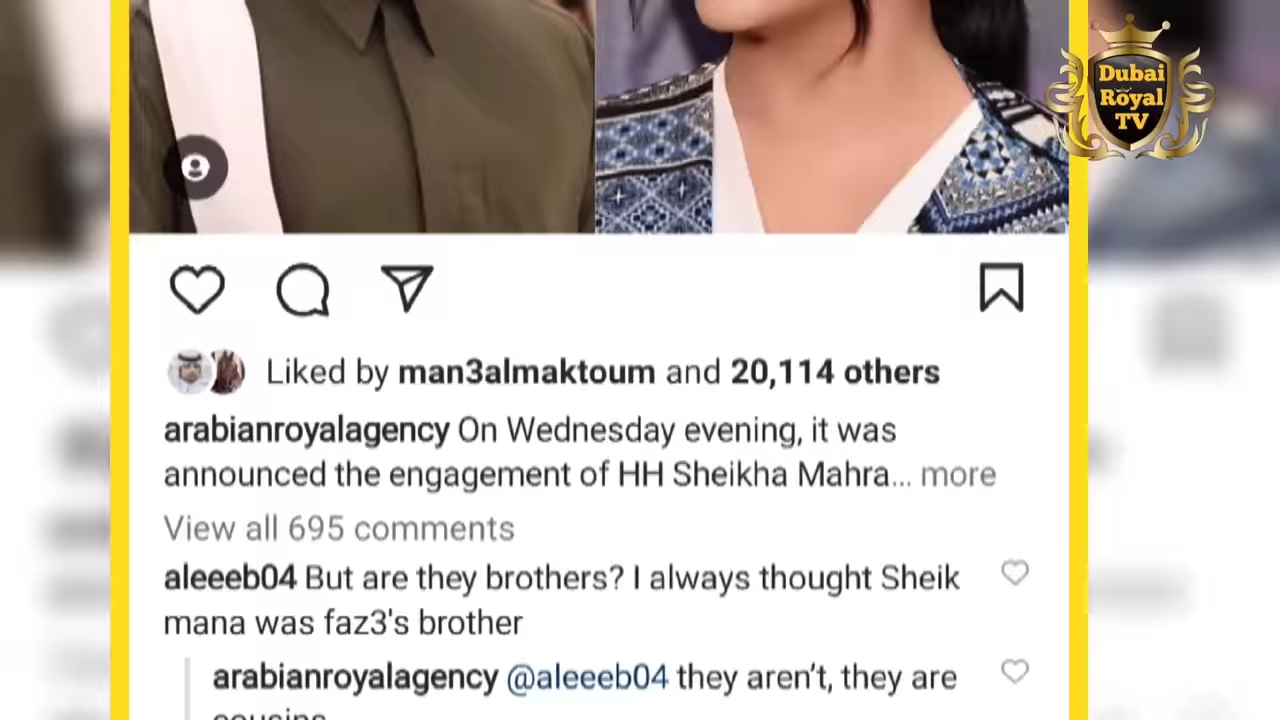 Dubai
Royal
TV
Liked by man3almaktoum and 20,114 others
arabianroyalagency On Wednesday evening, it was
announced the engagement of HH Sheikha Mahra... more
View all 695 comments
aleeeb04 But are they brothers? I always thought Sheik
mana was faz3's brother
arabianroyalagency @aleeeb04 they aren't, they are
cousins